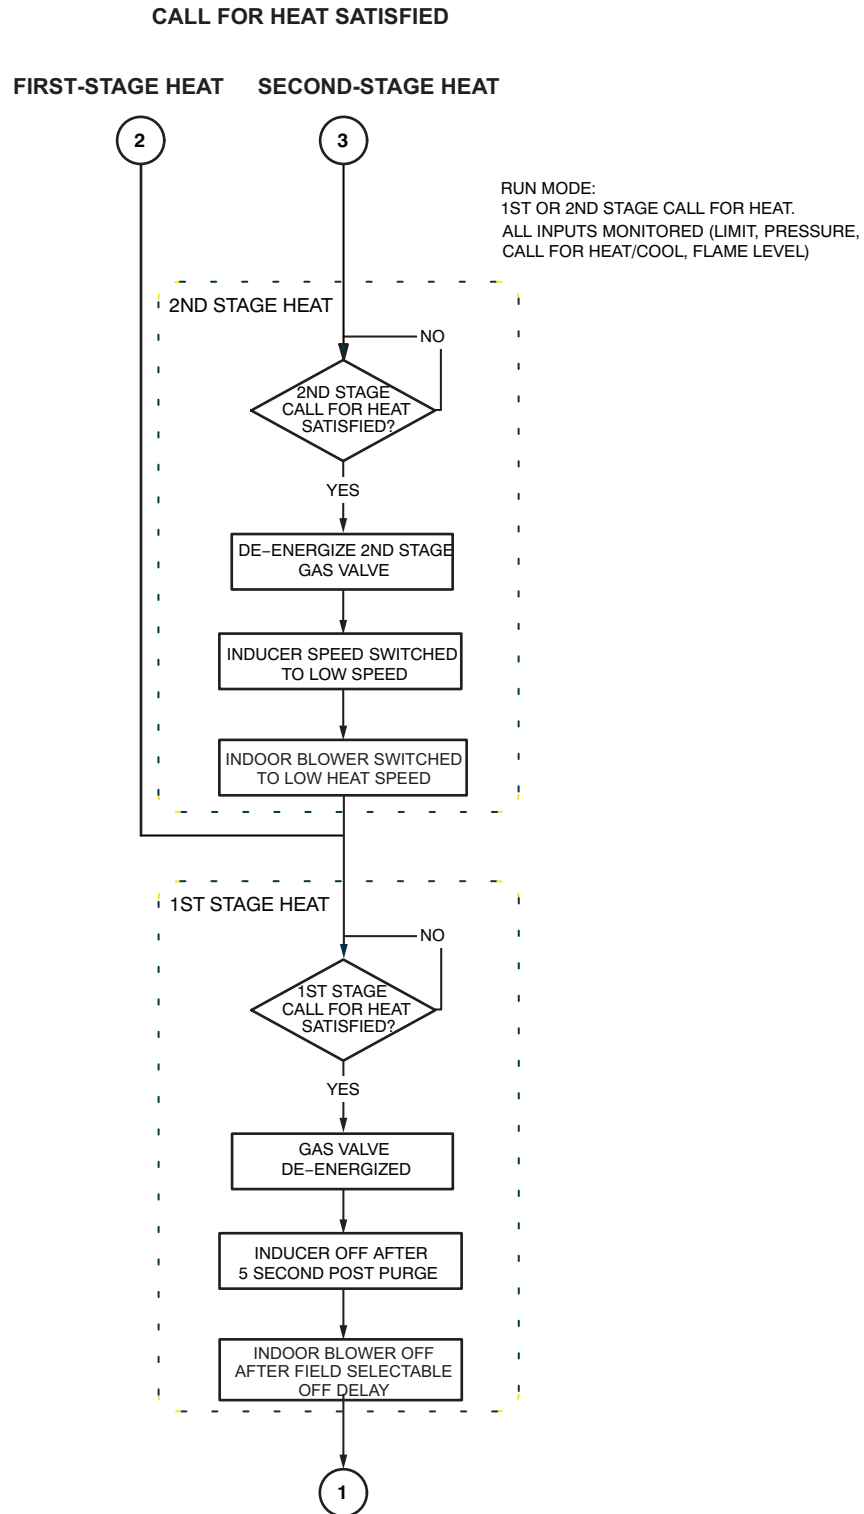 CALL FOR HEAT SATISFIED
FIRST-STAGE HEAT
SECOND-STAGE HEAT
2
3
RUN MODE:
1ST OR 2ND STAGE CALL FOR HEAT.
ALL INPUTS MONITORED (LIMIT, PRESSURE,
CALL FOR HEAT/COOL, FLAME LEVEL)
2ND STAGE HEAT
NO
2ND STAGE
CALL FOR HEAT
SATISFIED?
YES
DE–ENERGIZE 2ND STAGE
GAS VALVE
INDUCER SPEED SWITCHED
TO LOW SPEED
INDOOR BLOWER SWITCHED
TO LOW HEAT SPEED
1ST STAGE HEAT
NO
1ST STAGE
CALL FOR HEAT
SATISFIED?
YES
GAS VALVE
DE–ENERGIZED
INDUCER OFF AFTER
5 SECOND POST PURGE
INDOOR BLOWER OFF
AFTER FIELD SELECTABLE
OFF DELAY
1